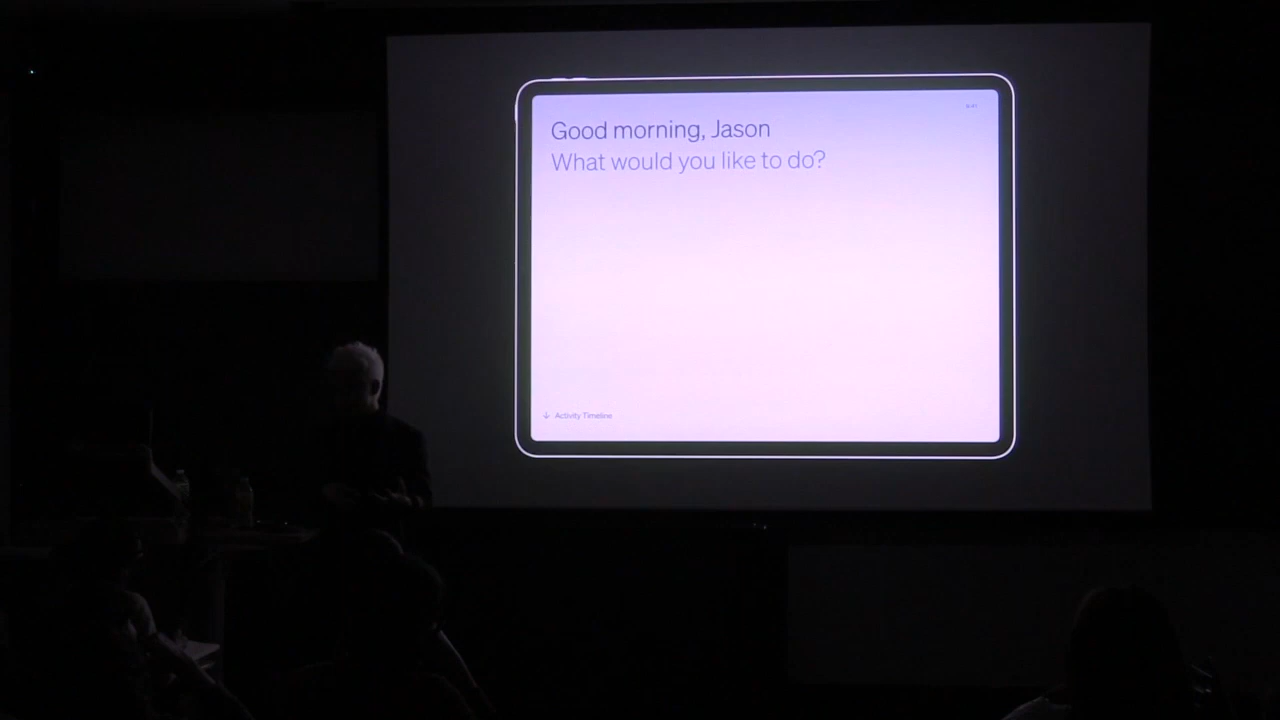 Good morning, Jason
What would you like to do?
↓ Activity Timeline